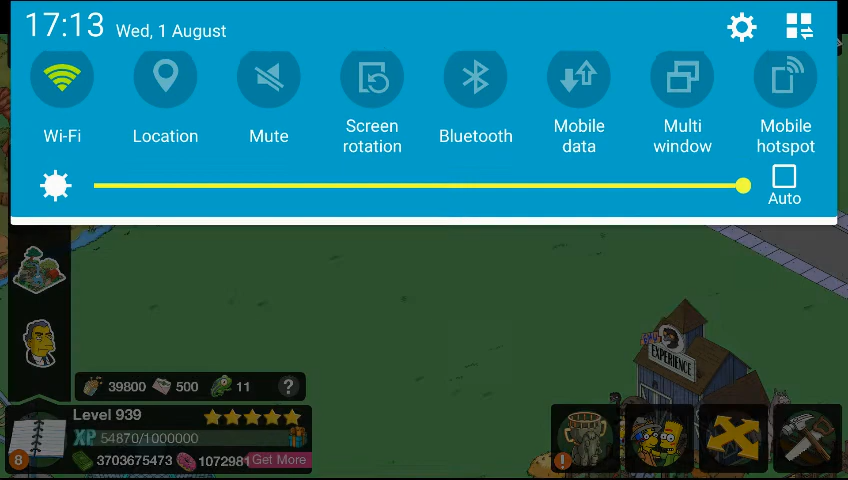 17:13 Wed, 1 August
Wi-Fi
Location
Mute
Screen rotation
Bluetooth
Mobile data
Multi window
Mobile hotspot
Auto
EXPERIENCE
39800 500 11 ?
Level 939
XP 54870/1000000
8 3703675473 1072981 Get More
!